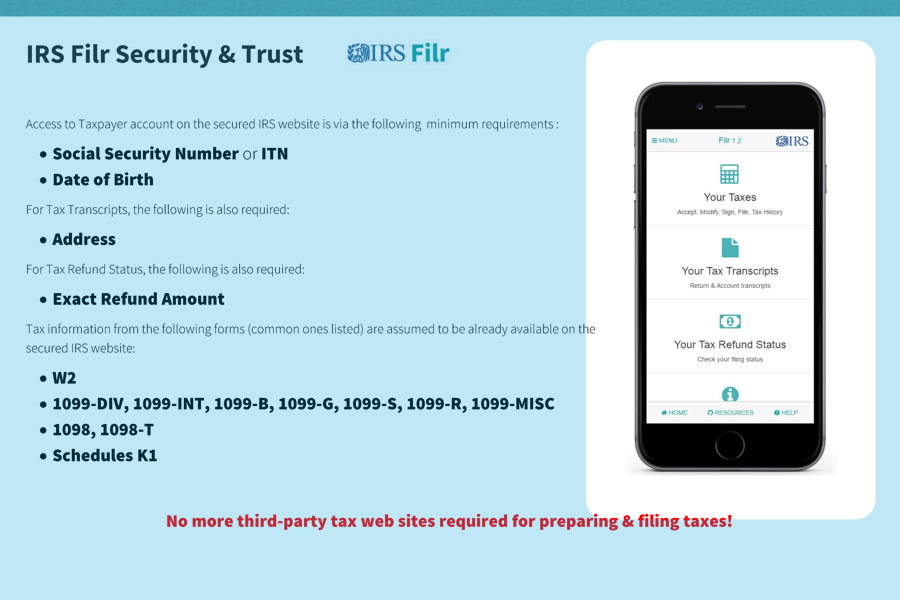 IRS Filr Security & Trust
IRS Filr
Access to Taxpayer account on the secured IRS website is via the following minimum requirements :
• Social Security Number or ITN
• Date of Birth
For Tax Transcripts, the following is also required:
• Address
For Tax Refund Status, the following is also required:
• Exact Refund Amount
Tax information from the following forms (common ones listed) are assumed to be already available on the
secured IRS website:
• W2
• 1099-DIV, 1099-INT, 1099-B, 1099-G, 1099-S, 1099-R, 1099-MISC
• 1098, 1098-T
• Schedules K1
MENU
Filr 1.2
IRS
Your Taxes
Accept, Modify, Sign, File, Tax History
Your Tax Transcripts
Return & Account transcripts
Your Tax Refund Status
Check your filing status
HOME
RESOURCES
HELP
No more third-party tax web sites required for preparing & filing taxes!